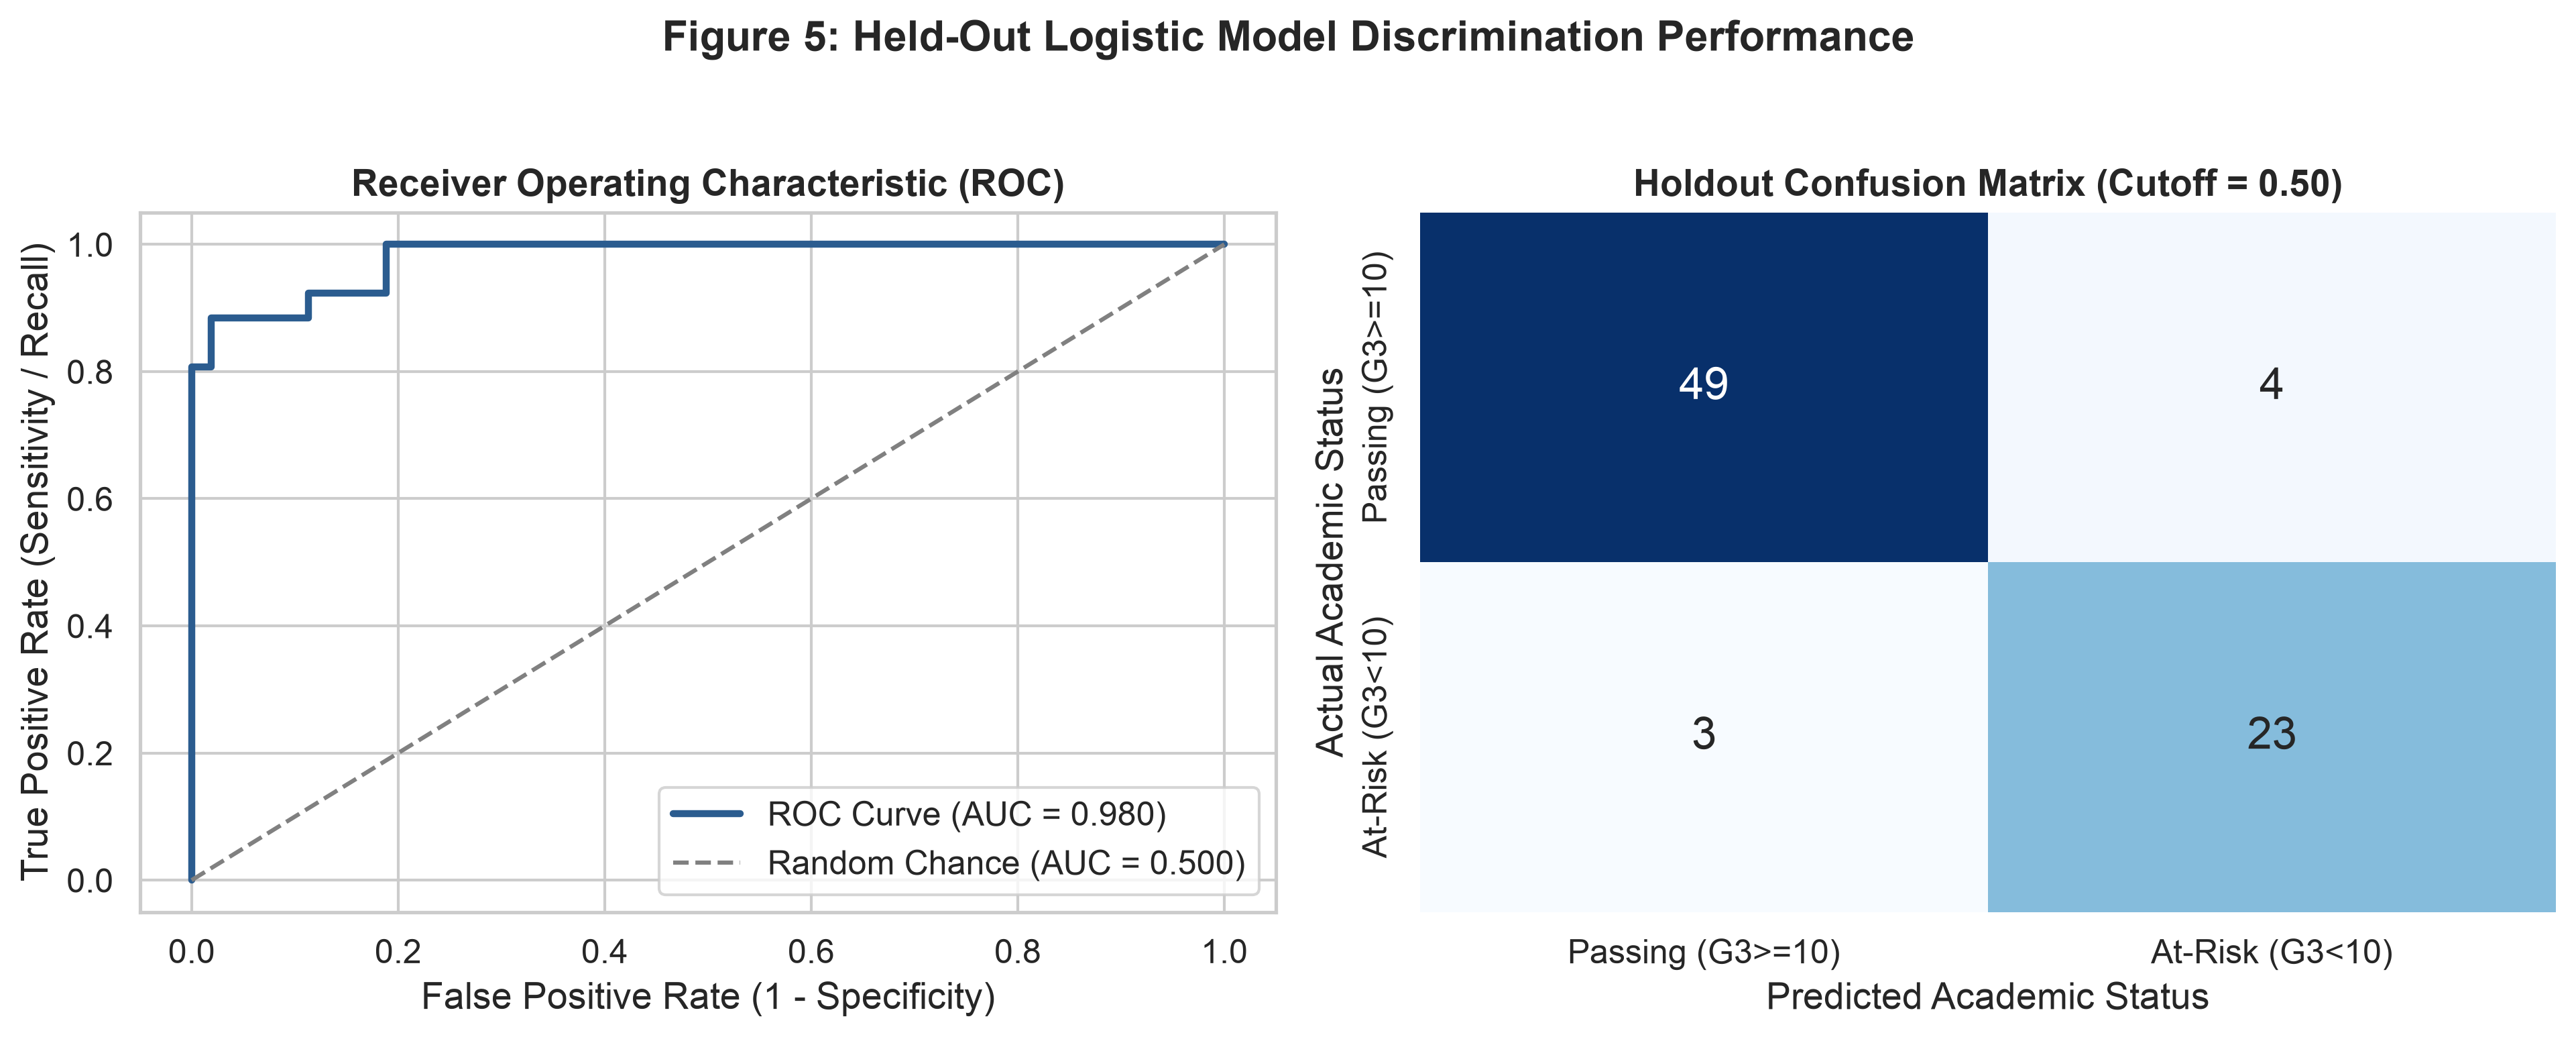 Figure 5: Held-Out Logistic Model Discrimination Performance
Receiver Operating Characteristic (ROC)
True Positive Rate (Sensitivity / Recall)
1.0
0.8
0.6
0.4
0.2
0.0
ROC Curve (AUC = 0.980)
Random Chance (AUC = 0.500)
0.0 0.2 0.4 0.6 0.8 1.0
False Positive Rate (1 - Specificity)
Holdout Confusion Matrix (Cutoff = 0.50)
Actual Academic Status
Passing (G3>=10)
At-Risk (G3<10)
49 4
3 23
Passing (G3>=10) At-Risk (G3<10)
Predicted Academic Status